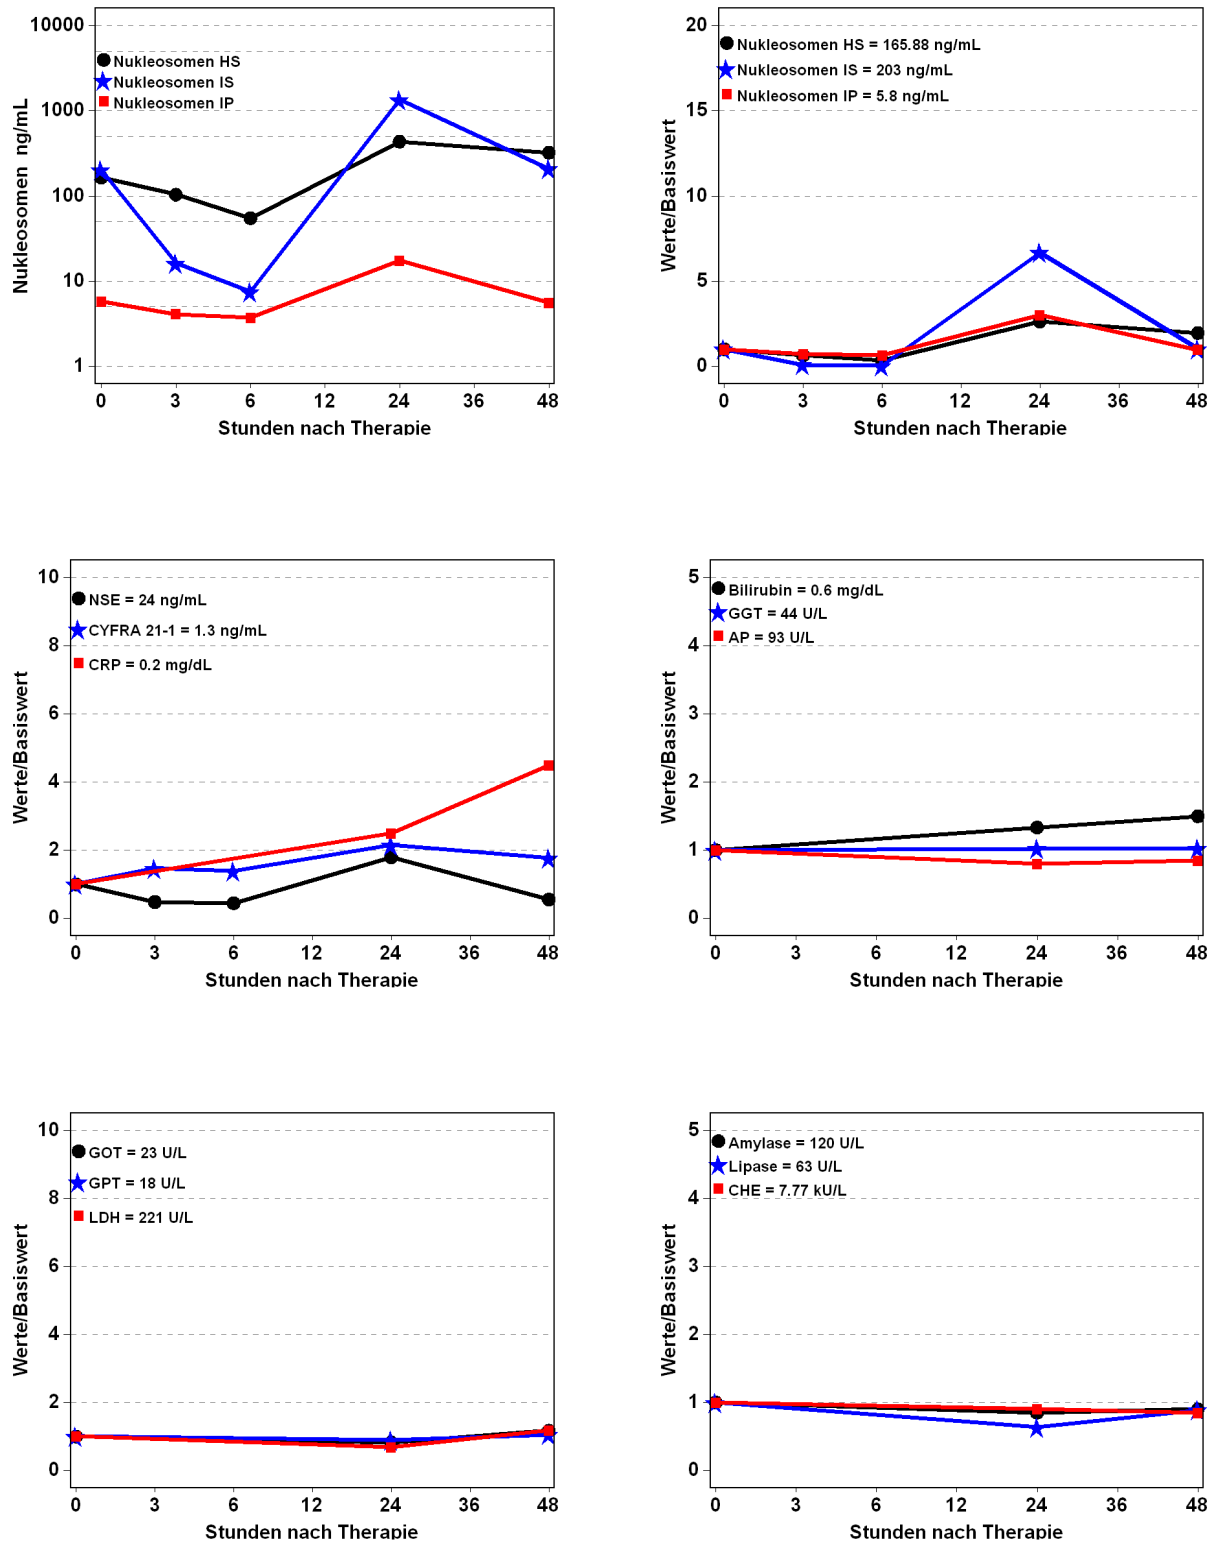 10000
1000
100
10
1
Nukleosomen ng/mL
Nukleosomen HS
Nukleosomen IS
Nukleosomen IP
0 3 6 12 24 36 48
Stunden nach Therapie
20
15
10
5
0
Werte/Basiswert
Nukleosomen HS = 165.88 ng/mL
Nukleosomen IS = 203 ng/mL
Nukleosomen IP = 5.8 ng/mL
0 3 6 12 24 36 48
Stunden nach Therapie
10
8
6
4
2
0
Werte/Basiswert
NSE = 24 ng/mL
CYFRA 21-1 = 1.3 ng/mL
CRP = 0.2 mg/dL
0 3 6 12 24 36 48
Stunden nach Therapie
5
4
3
2
1
0
Werte/Basiswert
Bilirubin = 0.6 mg/dL
GGT = 44 U/L
AP = 93 U/L
0 3 6 12 24 36 48
Stunden nach Therapie
10
8
6
4
2
0
Werte/Basiswert
GOT = 23 U/L
GPT = 18 U/L
LDH = 221 U/L
0 3 6 12 24 36 48
Stunden nach Therapie
5
4
3
2
1
0
Werte/Basiswert
Amylase = 120 U/L
Lipase = 63 U/L
CHE = 7.77 kU/L
0 3 6 12 24 36 48
Stunden nach Therapie